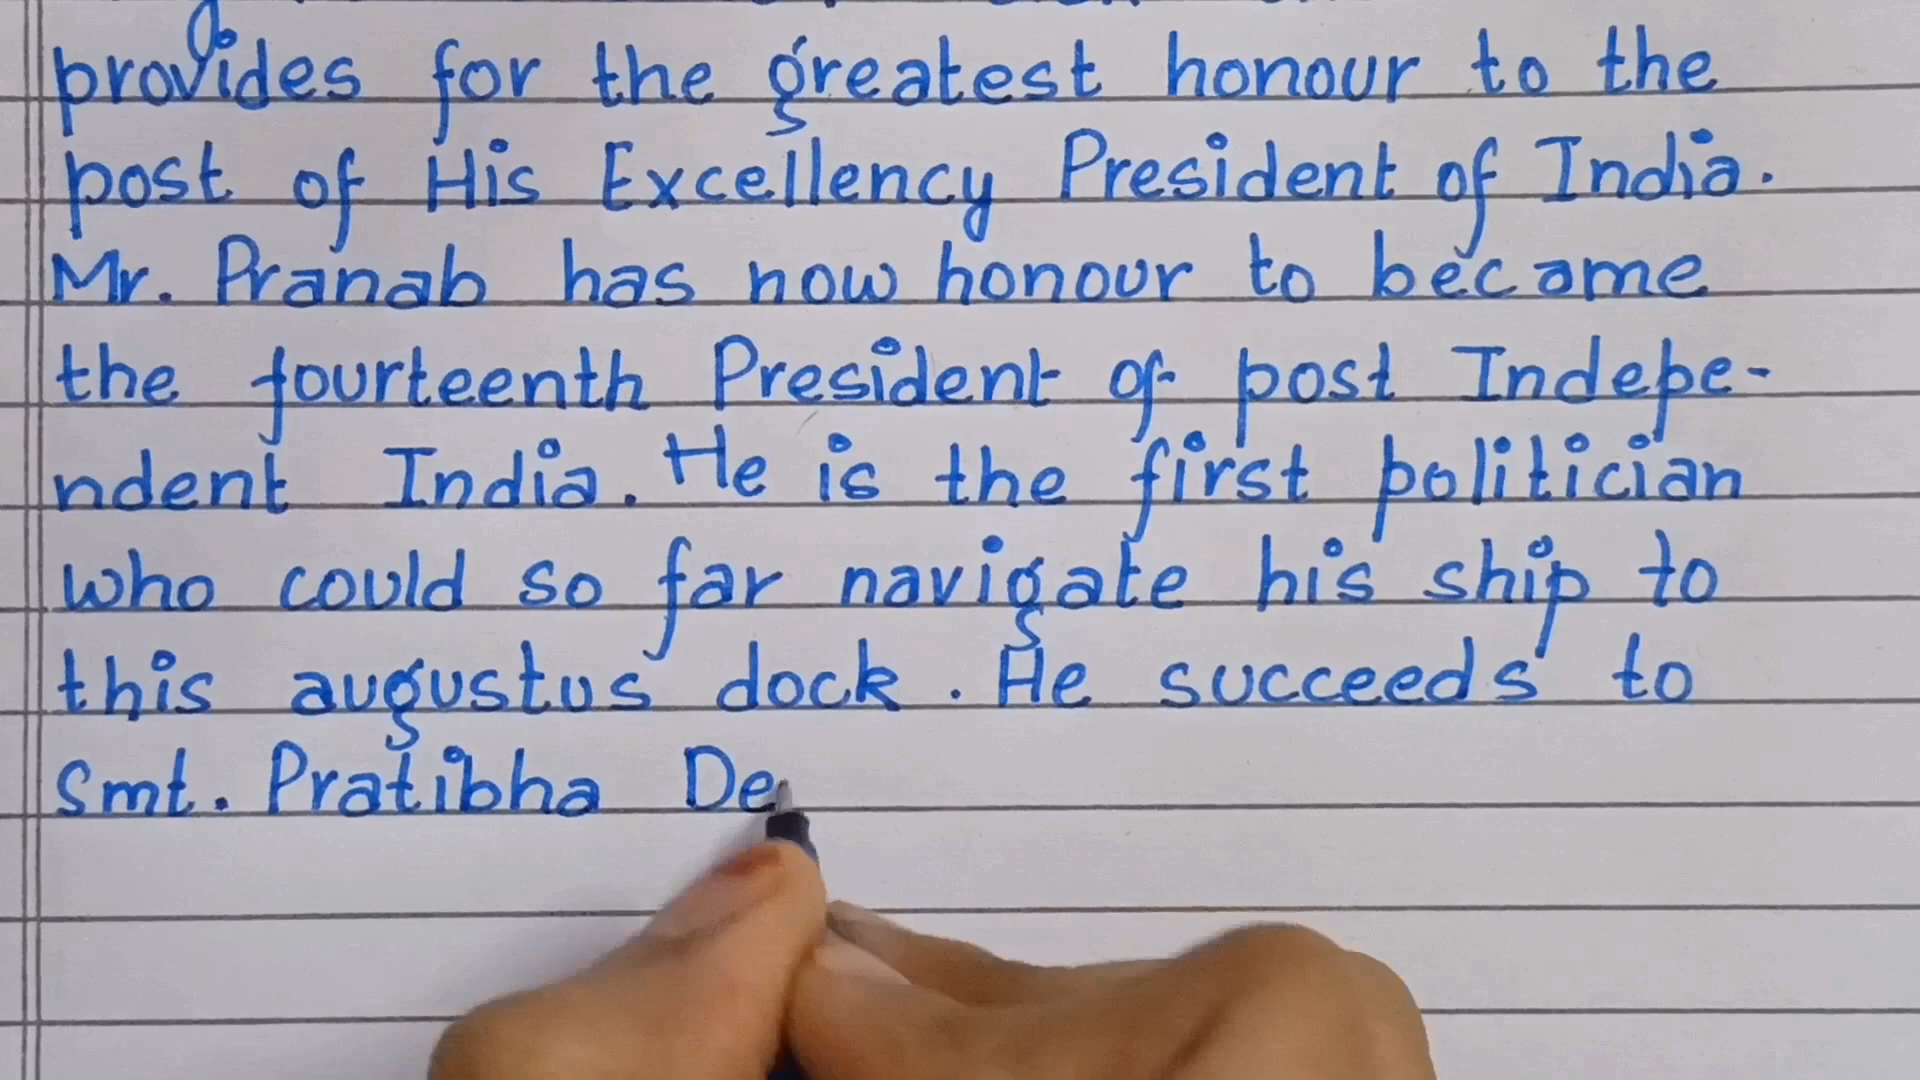 provides for the greatest honour to the
post of His Excellency President of India.
Mr. Pranab has now honour to become
the fourteenth President of post Indepe-
ndent India. He is the first politician
who could so far navigate his ship to
this augustus dock. He succeeds to
Smt. Pratibha De